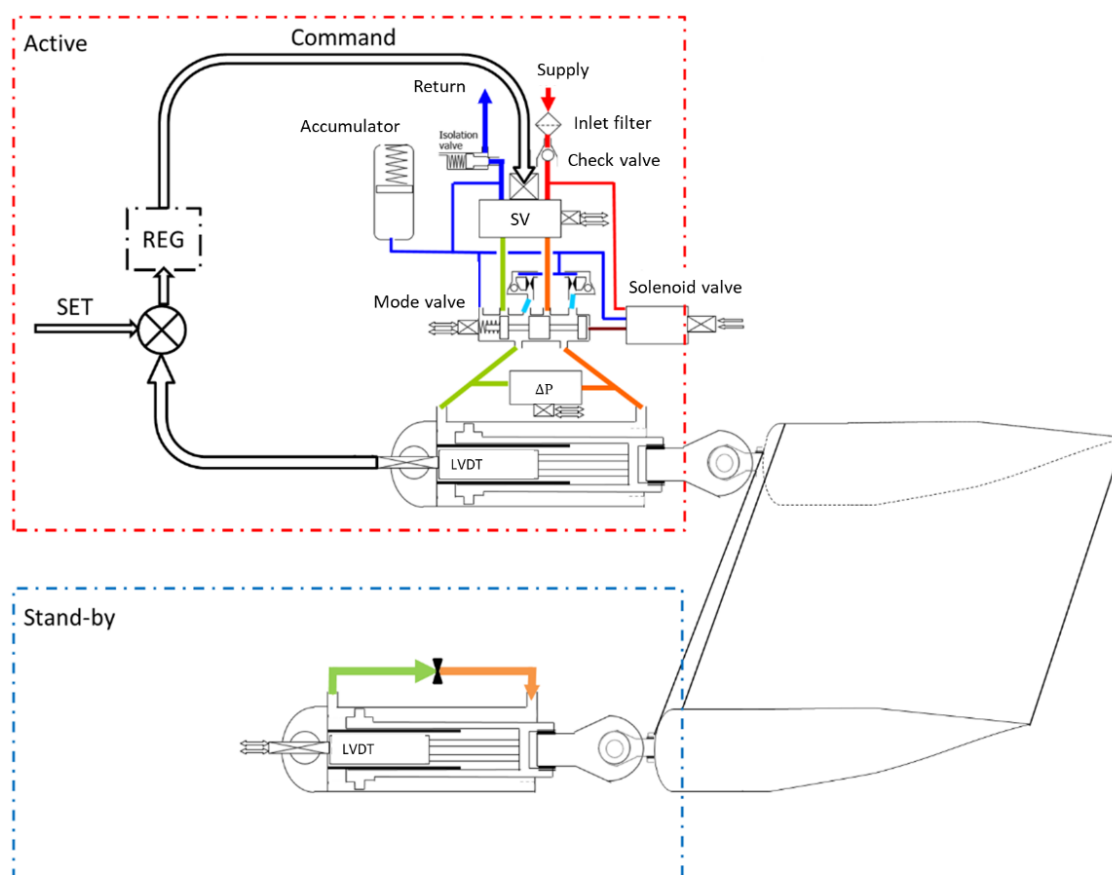 Active
Command
Supply
Return
Inlet filter
Accumulator
Isolation
valve
Check valve
SV
REG
Solenoid valve
SET
Mode valve
ΔP
LVDT
Stand-by
LVDT